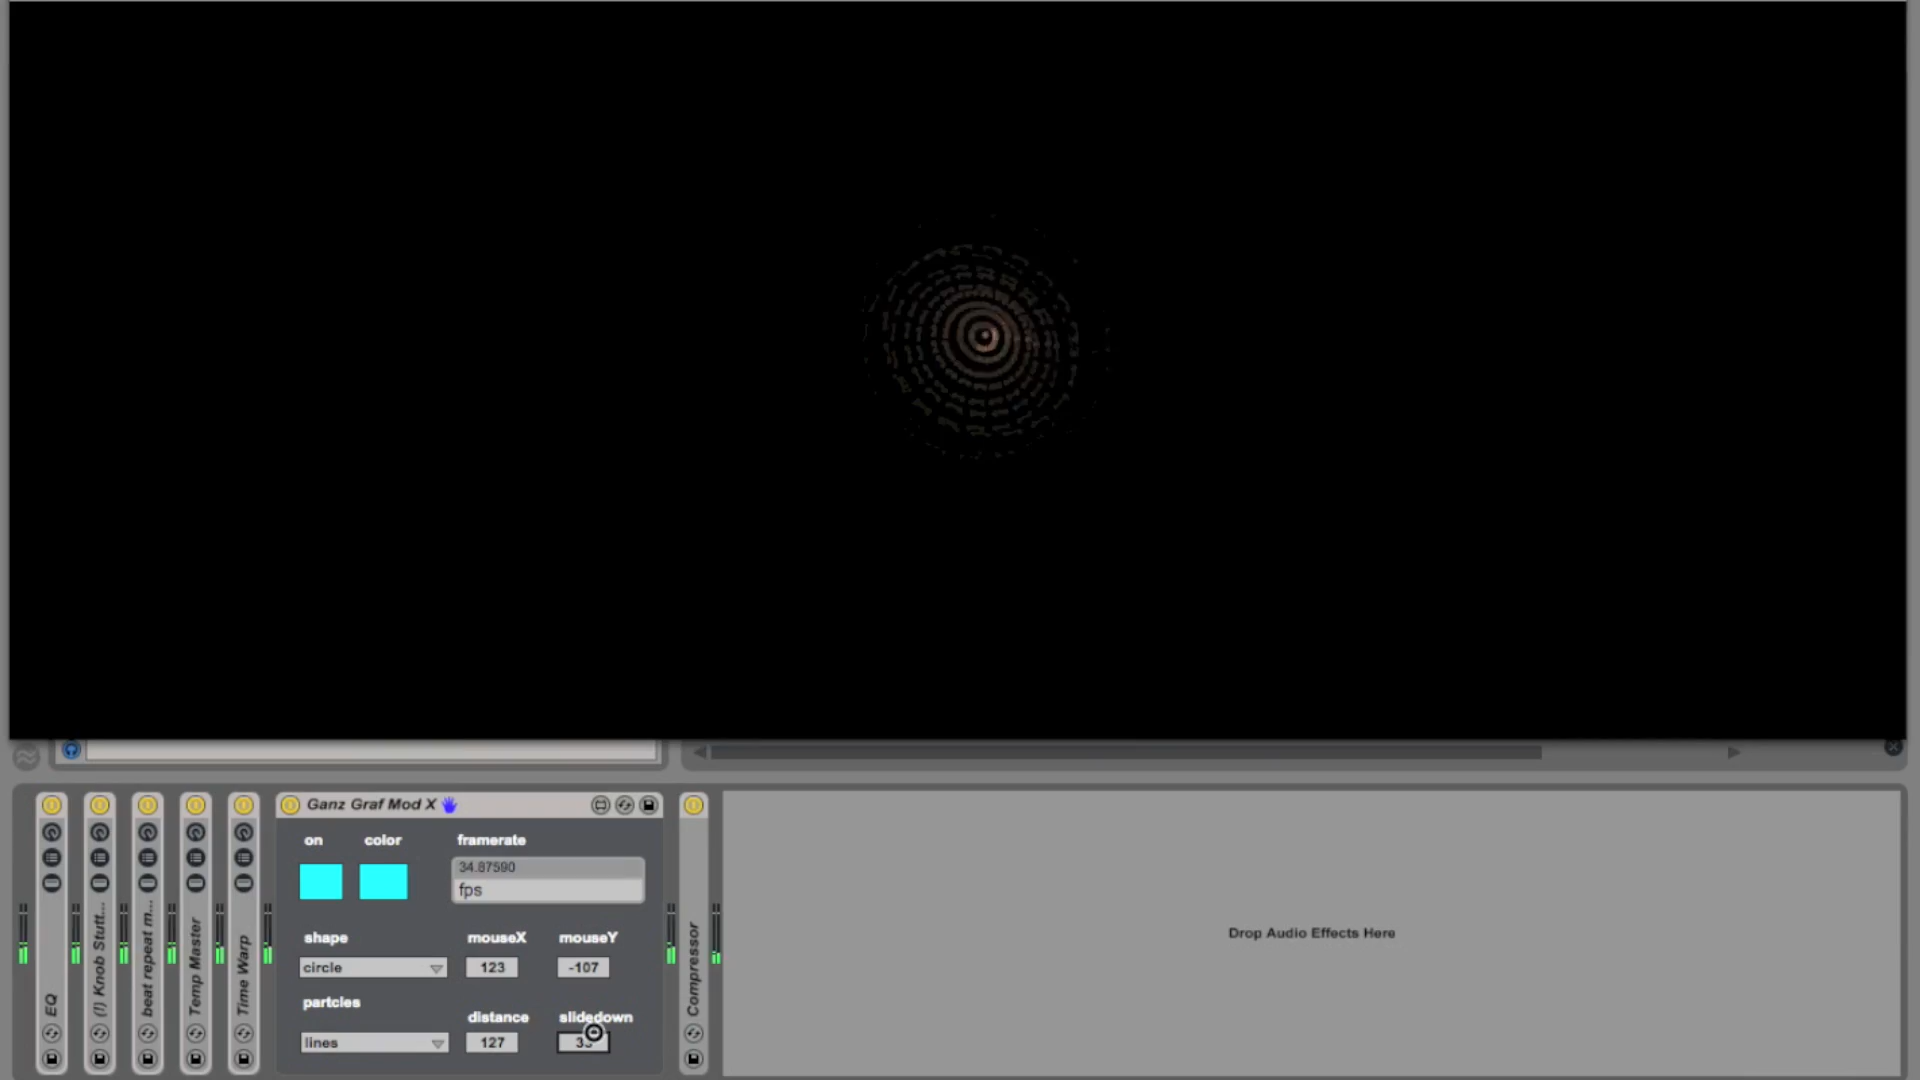 Ganz Graf Mod X
on color framerate
34.87590
fps
shape mouseX mouseY
circle 123 -107
partcles
distance slidedown
lines 127
EQ
(!) Knob Stutt...
beat repeat m...
Temp Master
Time Warp
Compressor
Drop Audio Effects Here